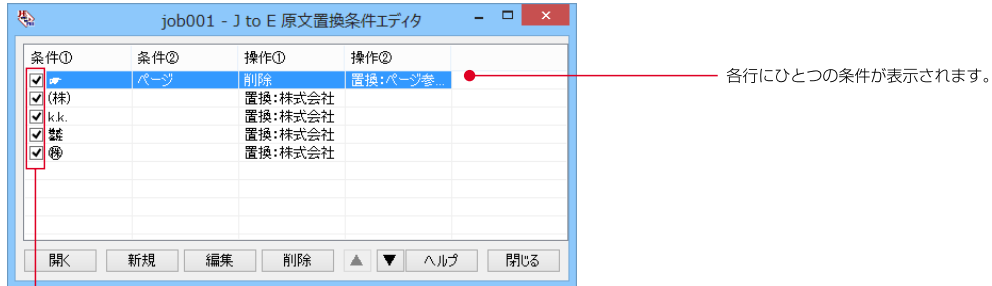 job001 - J to E 原文置換条件エディタ
条件① 条件② 操作① 操作②
☛ ページ 削除 置換:ページ参...
各行にひとつの条件が表示されます。
(株) 置換:株式会社
k.k. 置換:株式会社
㍿ 置換:株式会社
㊑ 置換:株式会社
開く 新規 編集 削除 ▲ ▼ ヘルプ 閉じる